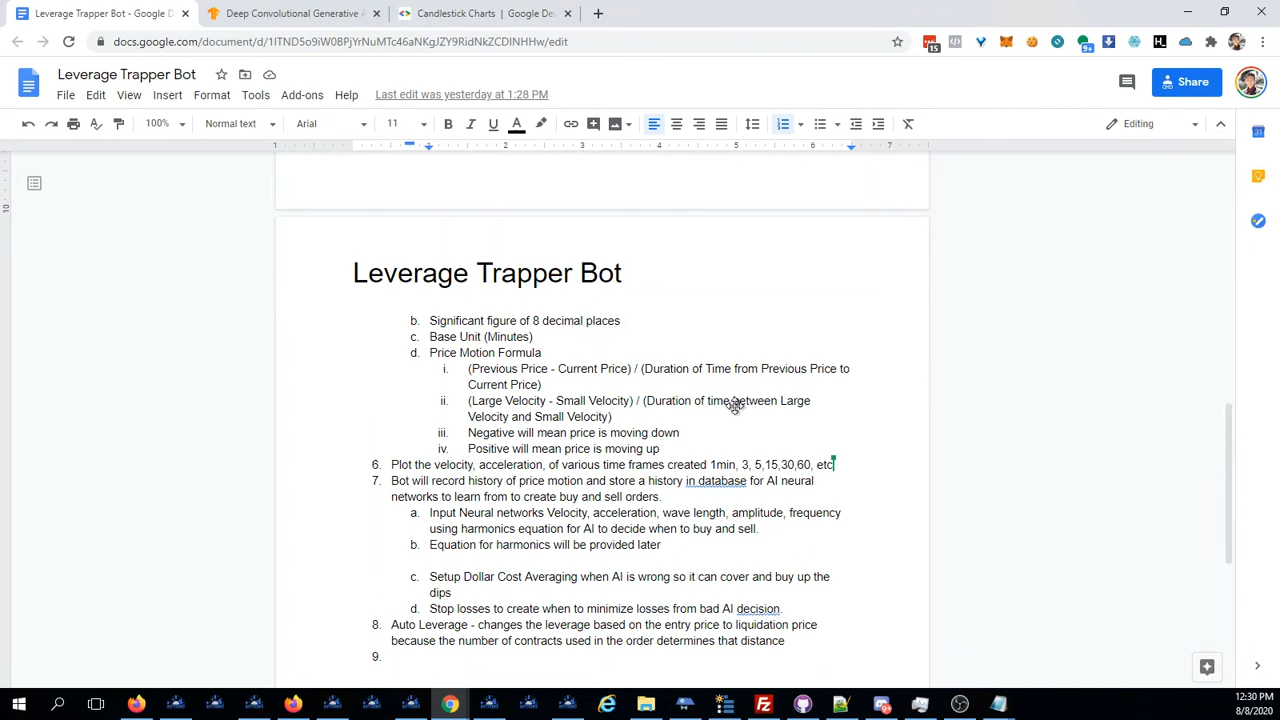 Leverage Trapper Bot - Google D
Deep Convolutional Generative A
Candlestick Charts | Google De
docs.google.com/document/d/1ITND5o9iW0BPjYrNuMTc46aNKgJZY9RidNkZCDINHHw/edit
15
9+
Leverage Trapper Bot
File Edit View Insert Format Tools Add-ons Help Last edit was yesterday at 1:28 PM
Share
100% Normal text Arial 11 B I U A Editing
1 1 2 3 4 5 6 7
10
Leverage Trapper Bot
b. Significant figure of 8 decimal places
c. Base Unit (Minutes)
d. Price Motion Formula
i. (Previous Price - Current Price) / (Duration of Time from Previous Price to
Current Price)
ii. (Large Velocity - Small Velocity) / (Duration of time between Large
Velocity and Small Velocity)
iii. Negative will mean price is moving down
iv. Positive will mean price is moving up
6. Plot the velocity, acceleration, of various time frames created 1min, 3, 5,15,30,60, etc
7. Bot will record history of price motion and store a history in database for AI neural
networks to learn from to create buy and sell orders.
a. Input Neural networks Velocity, acceleration, wave length, amplitude, frequency
using harmonics equation for AI to decide when to buy and sell.
b. Equation for harmonics will be provided later
c. Setup Dollar Cost Averaging when AI is wrong so it can cover and buy up the
dips
d. Stop losses to create when to minimize losses from bad AI decision.
8. Auto Leverage - changes the leverage based on the entry price to liquidation price
because the number of contracts used in the order determines that distance
9.
12:30 PM
8/8/2020